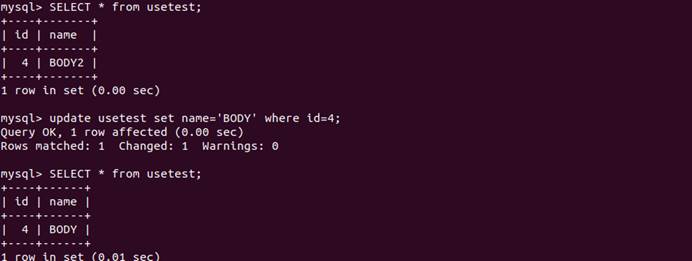 mysql> SELECT * from usetest;
+----+-------+
| id | name  |
+----+-------+
|  4 | BODY2 |
+----+-------+
1 row in set (0.00 sec)
mysql> update usetest set name='BODY' where id=4;
Query OK, 1 row affected (0.00 sec)
Rows matched: 1  Changed: 1  Warnings: 0
mysql> SELECT * from usetest;
+----+------+
| id | name |
+----+------+
|  4 | BODY |
+----+------+
1 row in set (0.01 sec)